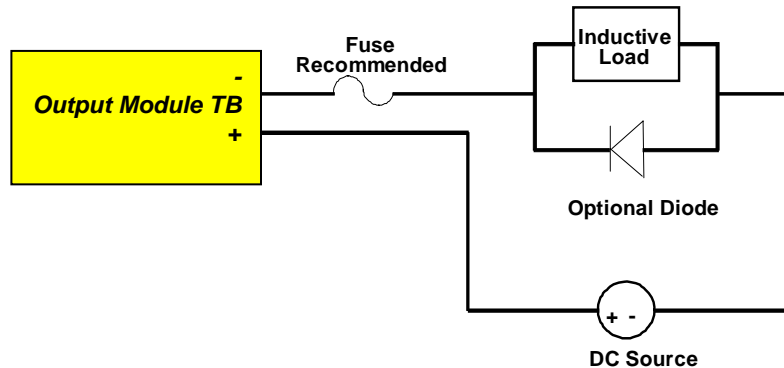 Fuse
Recommended
Inductive
Load
-
Output Module TB
+
Optional Diode
+ -
DC Source